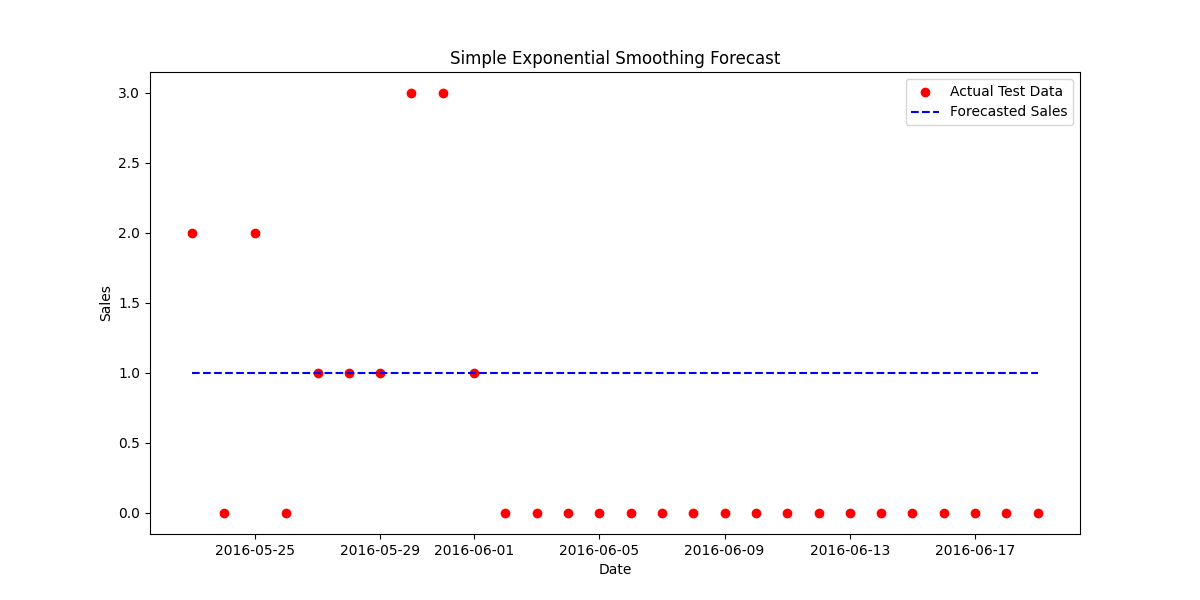 Simple Exponential Smoothing Forecast
Actual Test Data
Forecasted Sales
3.0
2.5
2.0
1.5
1.0
0.5
0.0
Sales
2016-05-25 2016-05-29 2016-06-01 2016-06-05 2016-06-09 2016-06-13 2016-06-17
Date